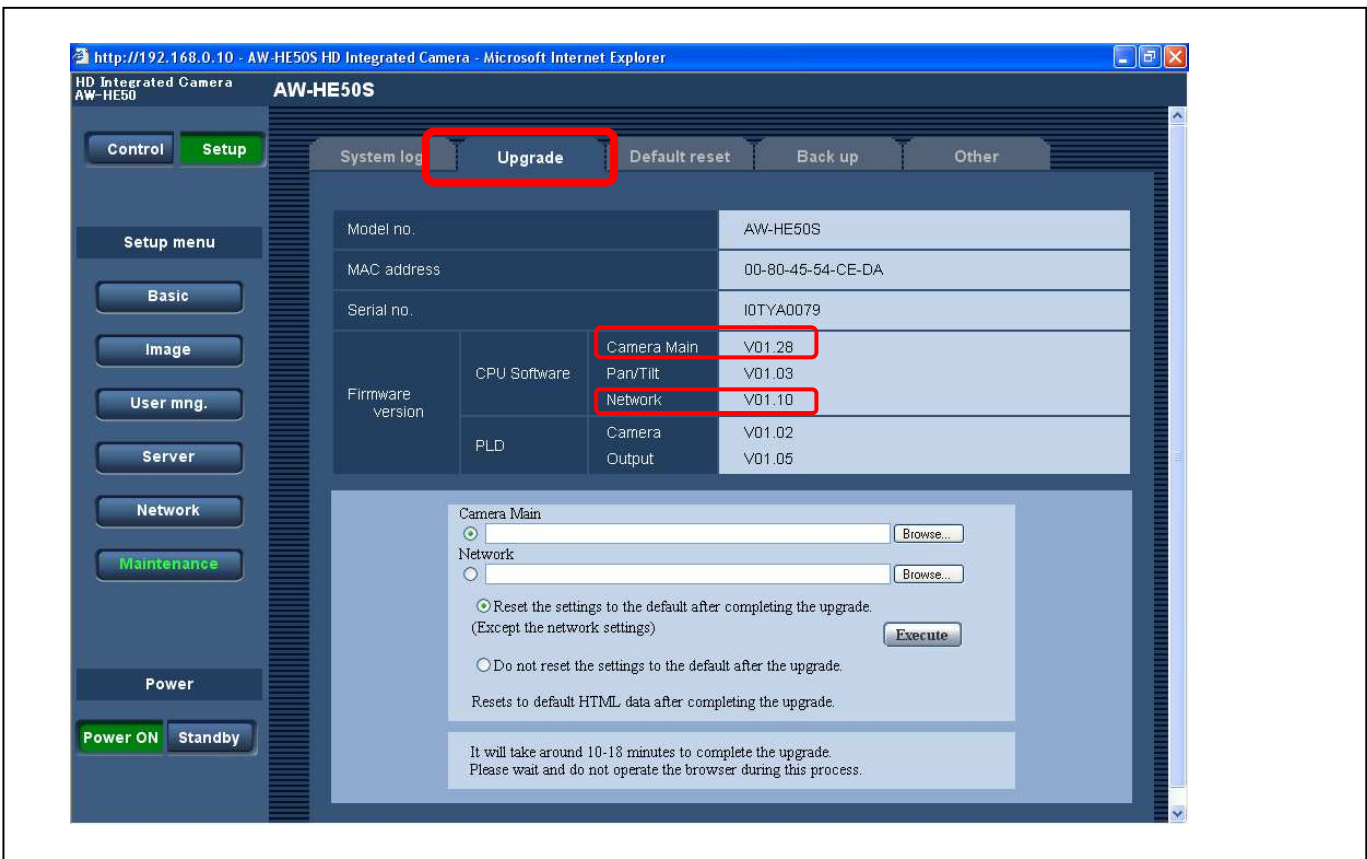 http://192.168.0.10 - AW-HE50S HD Integrated Camera - Microsoft Internet Explorer
HD Integrated Camera
AW-HE50
AW-HE50S
Control Setup
System log Upgrade Default reset Back up Other
Setup menu
Basic
Image
User mng.
Server
Network
Maintenance
Power
Power ON Standby
Model no. AW-HE50S
MAC address 00-80-45-54-CE-DA
Serial no. I0TYA0079
Firmware
version
CPU Software
Camera Main V01.28
Pan/Tilt V01.03
Network V01.10
PLD
Camera V01.02
Output V01.05
Camera Main
Browse...
Network
Browse...
Reset the settings to the default after completing the upgrade.
(Except the network settings)
Execute
Do not reset the settings to the default after the upgrade.
Resets to default HTML data after completing the upgrade.
It will take around 10-18 minutes to complete the upgrade.
Please wait and do not operate the browser during this process.